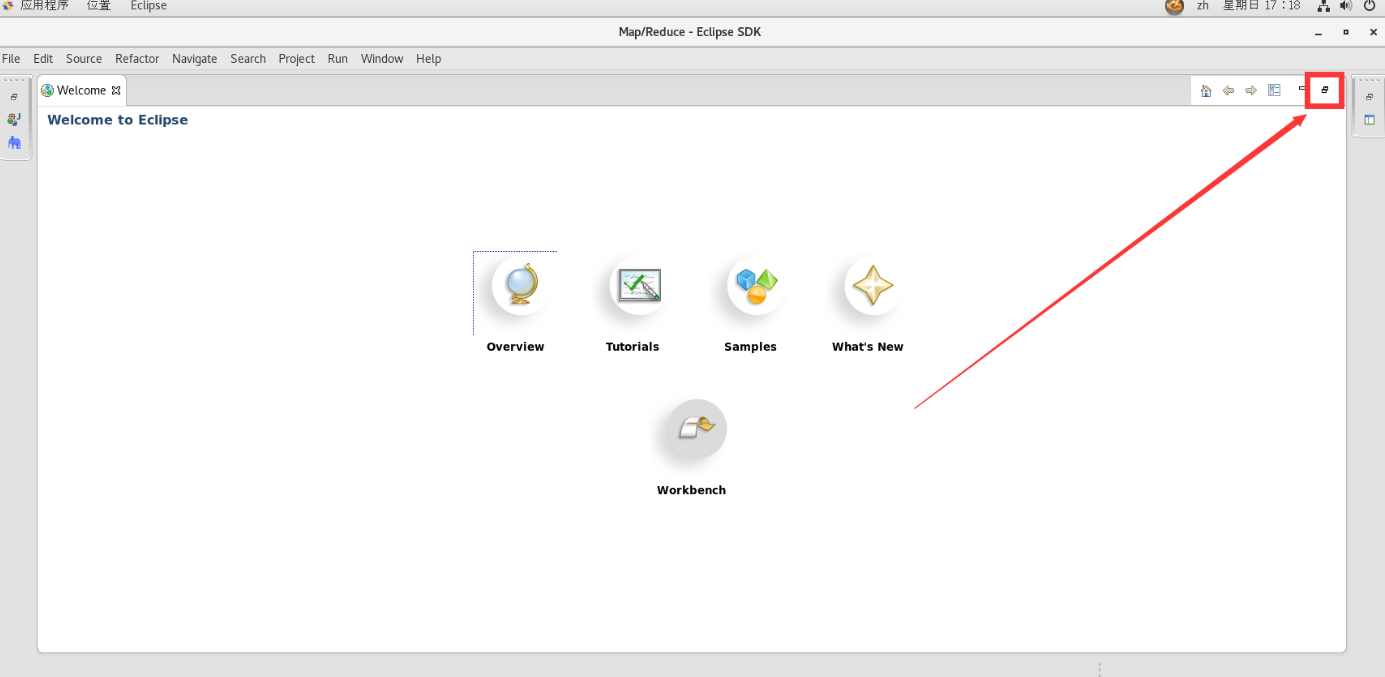 应用程序 位置 Eclipse zh 星期日 17：18
Map/Reduce - Eclipse SDK
File Edit Source Refactor Navigate Search Project Run Window Help
Welcome
Welcome to Eclipse
Overview Tutorials Samples What's New
Workbench